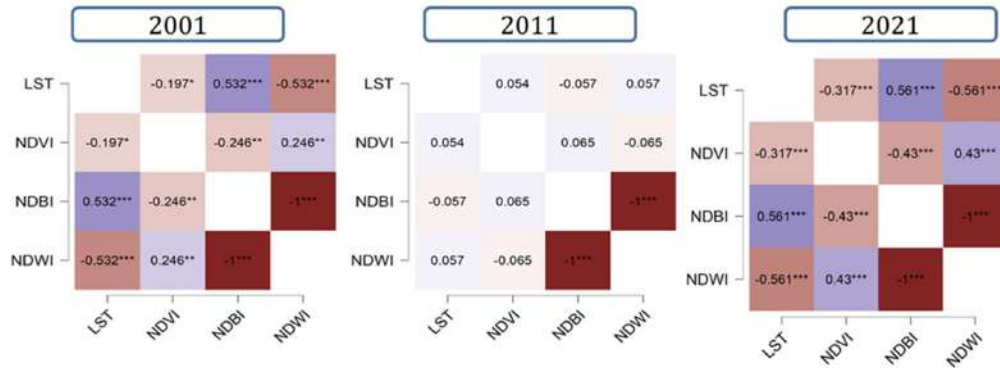 2001
LST -0.197* 0.532*** -0.532***
NDVI -0.197* -0.246** 0.246**
NDBI 0.532*** -0.246** -1***
NDWI -0.532*** 0.246** -1***
LST NDVI NDBI NDWI
2011
LST 0.054 -0.057 0.057
NDVI 0.054 0.065 -0.065
NDBI -0.057 0.065 -1***
NDWI 0.057 -0.065 -1***
LST NDVI NDBI NDWI
2021
LST -0.317*** 0.561*** -0.561***
NDVI -0.317*** -0.43*** 0.43***
NDBI 0.561*** -0.43*** -1***
NDWI -0.561*** 0.43*** -1***
LST NDVI NDBI NDWI